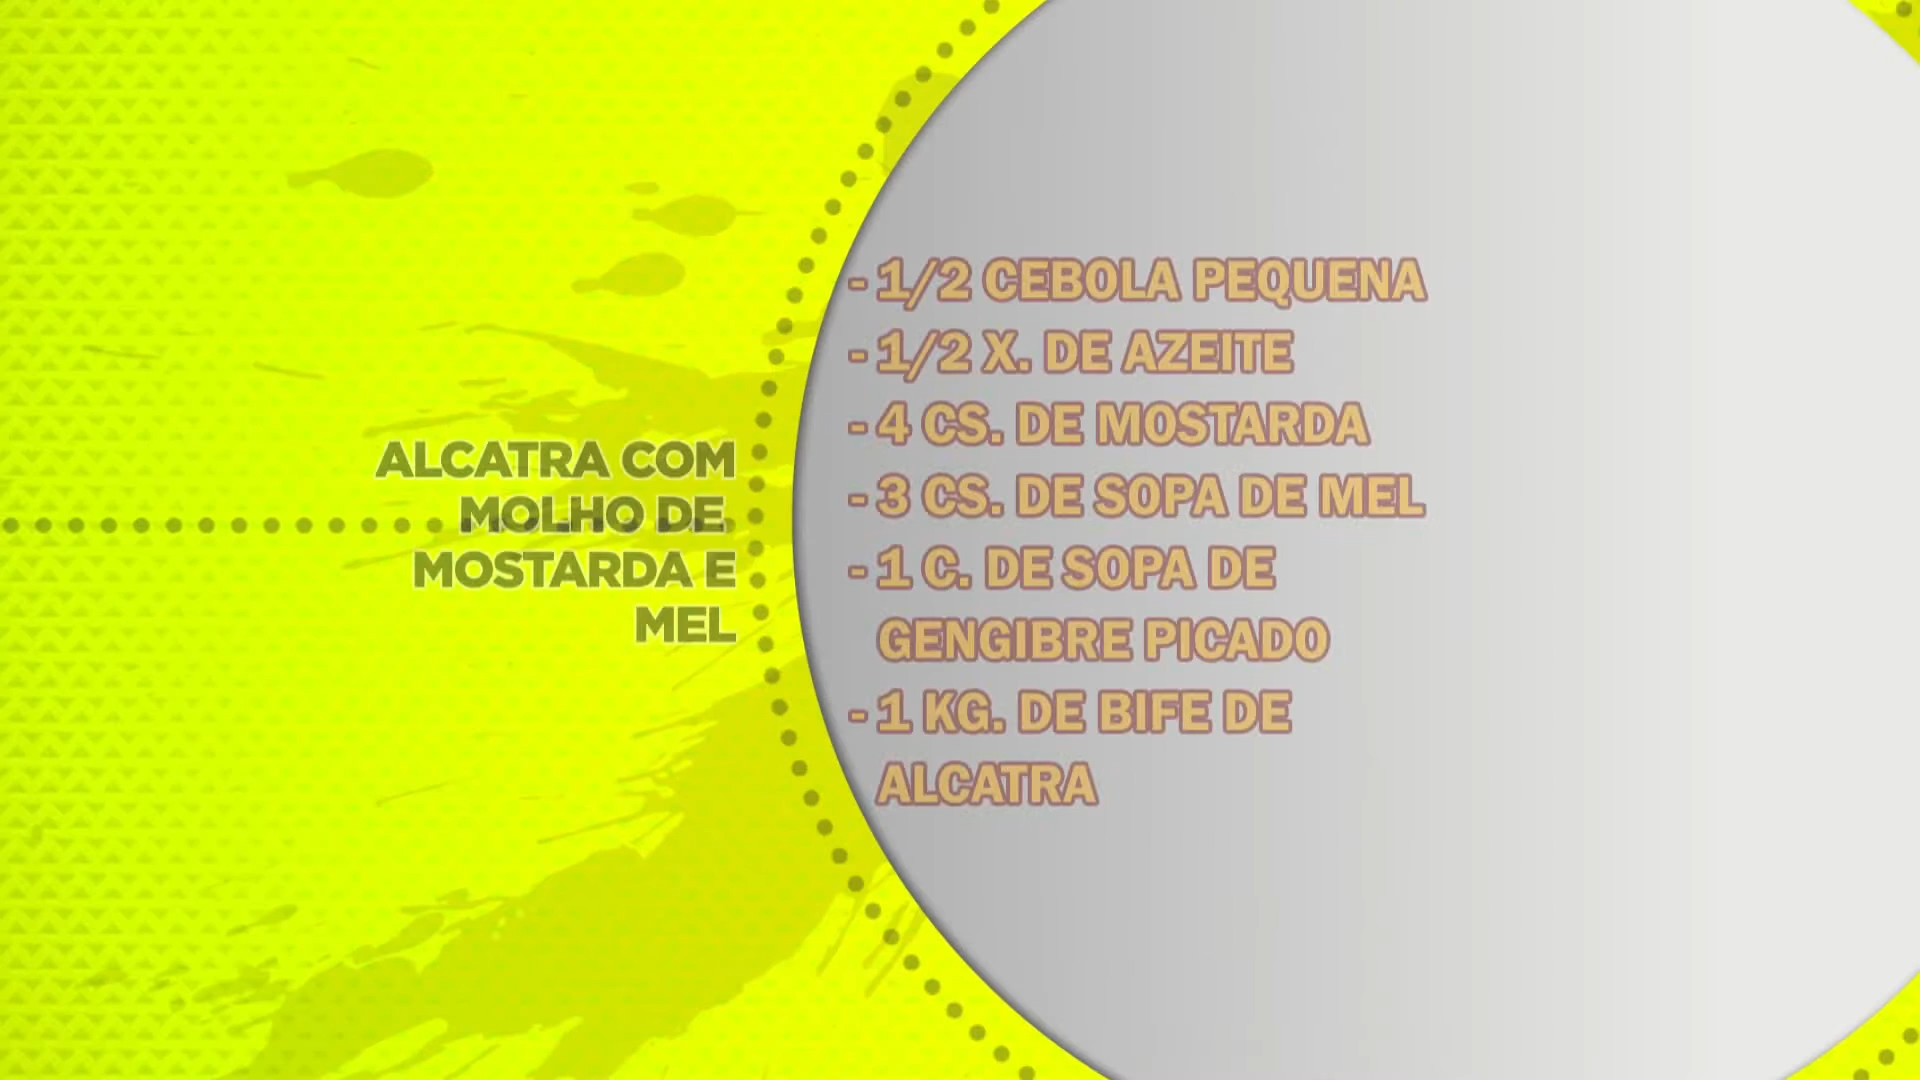 ALCATRA COM
MOLHO DE
MOSTARDA E
MEL
- 1/2 CEBOLA PEQUENA
- 1/2 X. DE AZEITE
- 4 CS. DE MOSTARDA
- 3 CS. DE SOPA DE MEL
- 1 C. DE SOPA DE
GENGIBRE PICADO
- 1 KG. DE BIFE DE
ALCATRA